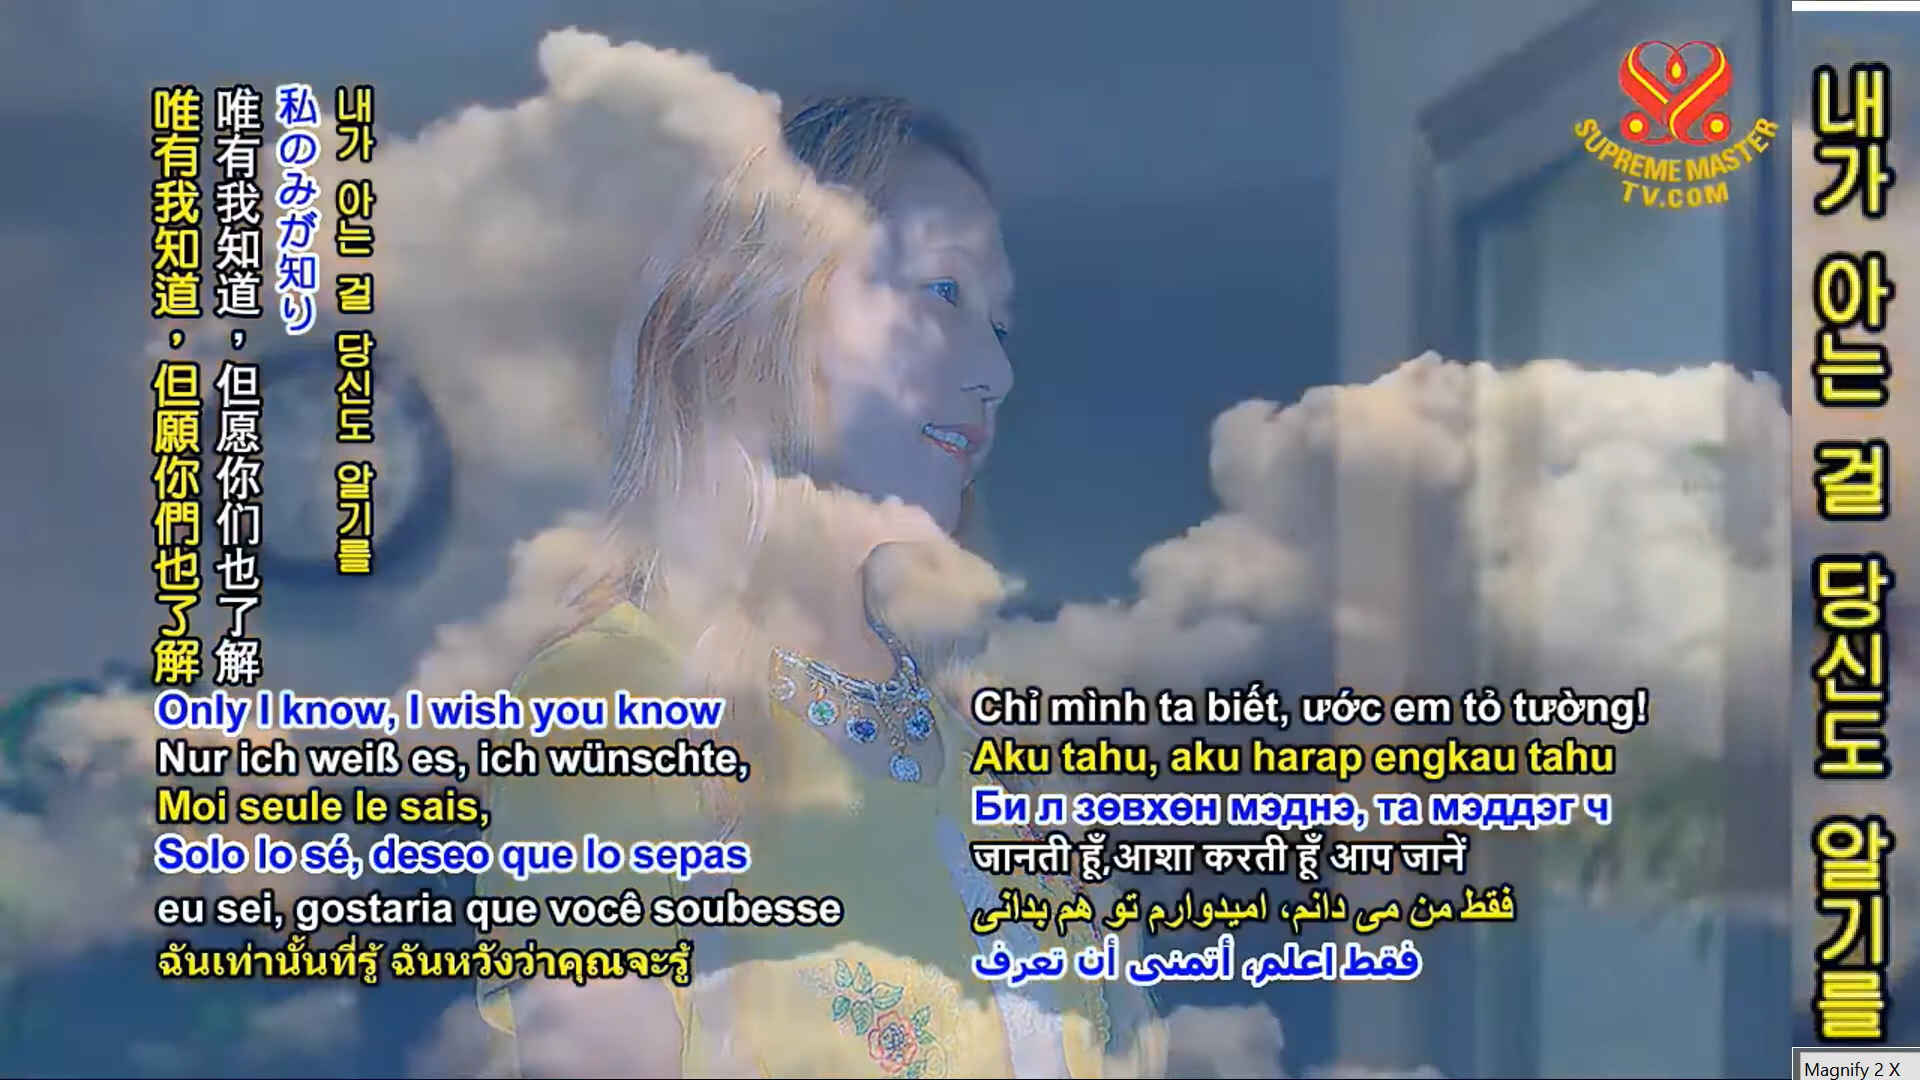 唯有我知道，但願你們也了解
唯有我知道，但愿你们也了解
私のみが知り
내가 아는 걸 당신도 알기를
Only I know, I wish you know
Nur ich weiß es, ich wünschte,
Moi seule le sais,
Solo lo sé, deseo que lo sepas
eu sei, gostaria que você soubesse
ฉันเท่านั้นที่รู้ ฉันหวังว่าคุณจะรู้
Chỉ mình ta biết, ước em tỏ tường!
Aku tahu, aku harap engkau tahu
Би л зөвхөн мэднэ, та мэддэг ч
जानती हूँ,आशा करती हूँ आप जानें
فقط من می دانم، امیدوارم تو هم بدانی
فقط اعلم، أتمنى أن تعرف
SUPREME MASTER
TV.COM
내가 아는 걸 당신도 알기를
Magnify 2 X